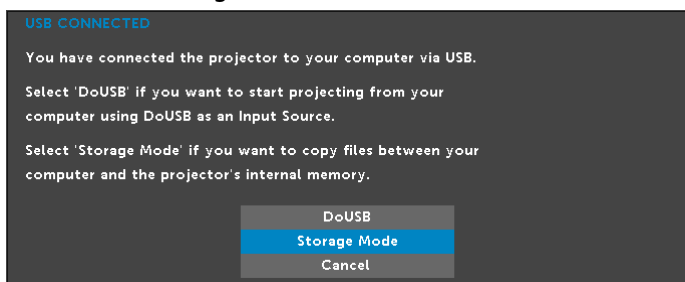 USB CONNECTED
You have connected the projector to your computer via USB.
Select 'DoUSB' if you want to start projecting from your
computer using DoUSB as an Input Source.
Select 'Storage Mode' if you want to copy files between your
computer and the projector's internal memory.
DoUSB
Storage Mode
Cancel